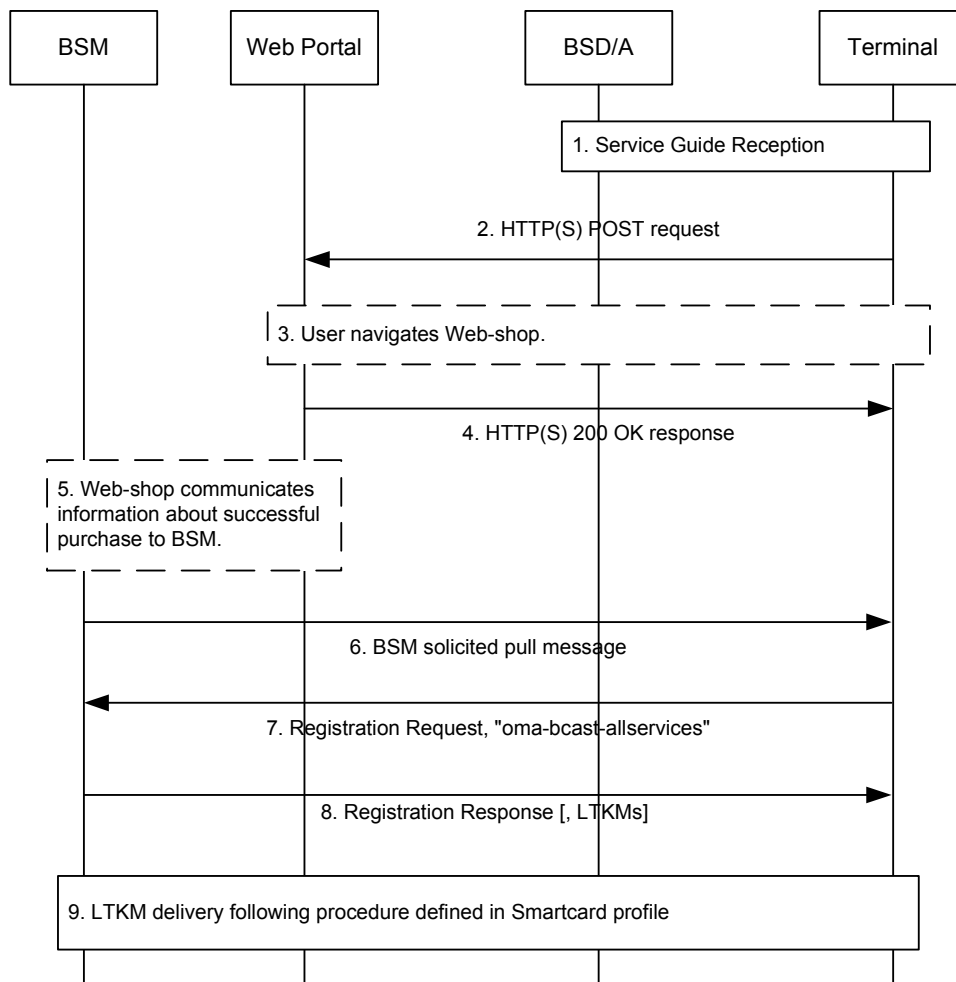 BSM
Web Portal
BSD/A
Terminal
1. Service Guide Reception
2. HTTP(S) POST request
3. User navigates Web-shop.
4. HTTP(S) 200 OK response
5. Web-shop communicates
information about successful
purchase to BSM.
6. BSM solicited pull message
7. Registration Request, "oma-bcast-allservices"
8. Registration Response [, LTKMs]
9. LTKM delivery following procedure defined in Smartcard profile